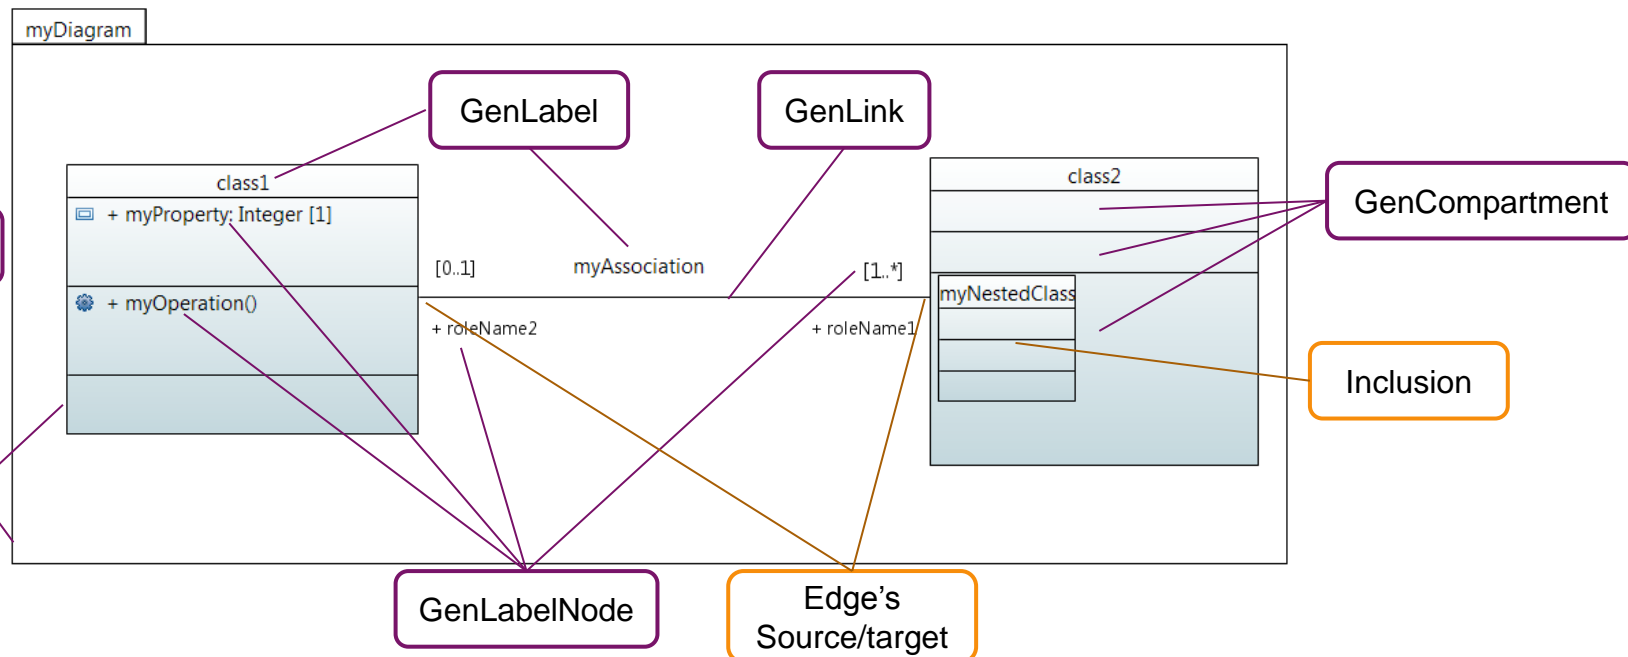 myDiagram
GenLabel
GenLink
class1
class2
+ myProperty: Integer [1]
GenCompartment
[0..1]
myAssociation
[1..*]
+ myOperation()
myNestedClass
+ roleName2
+ roleName1
Inclusion
GenLabelNode
Edge’s
Source/target